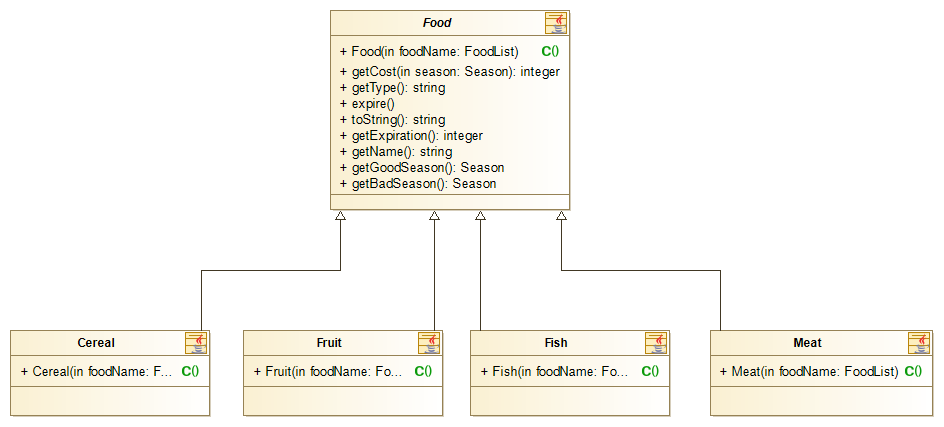 Food
+ Food(in foodName: FoodList) C()
+ getCost(in season: Season): integer
+ getType(): string
+ expire()
+ toString(): string
+ getExpiration(): integer
+ getName(): string
+ getGoodSeason(): Season
+ getBadSeason(): Season
Cereal
+ Cereal(in foodName: F... C()
Fruit
+ Fruit(in foodName: Fo... C()
Fish
+ Fish(in foodName: Fo... C()
Meat
+ Meat(in foodName: FoodList) C()